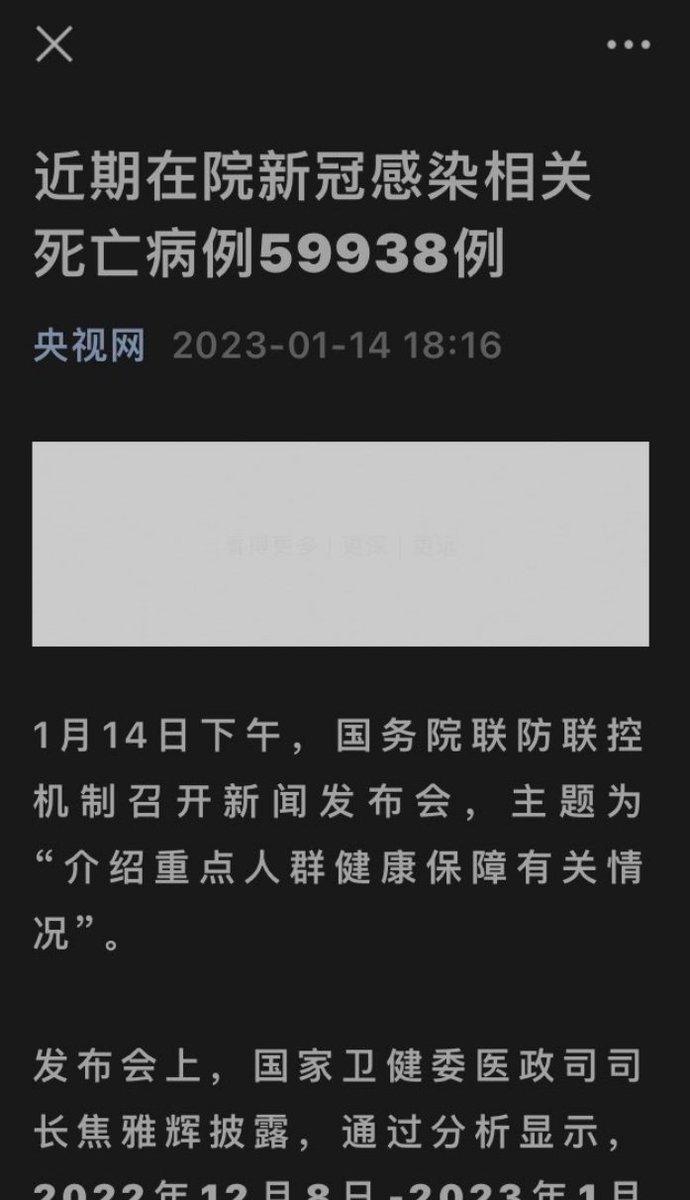 近期在院新冠感染相关
死亡病例59938例
央视网 2023-01-14 18:16
看得更多 | 更深 | 更远
1月14日下午，国务院联防联控
机制召开新闻发布会，主题为
“介绍重点人群健康保障有关情
况”。
发布会上，国家卫健委医政司司
长焦雅辉披露，通过分析显示，
2022年12月8日-2023年1月